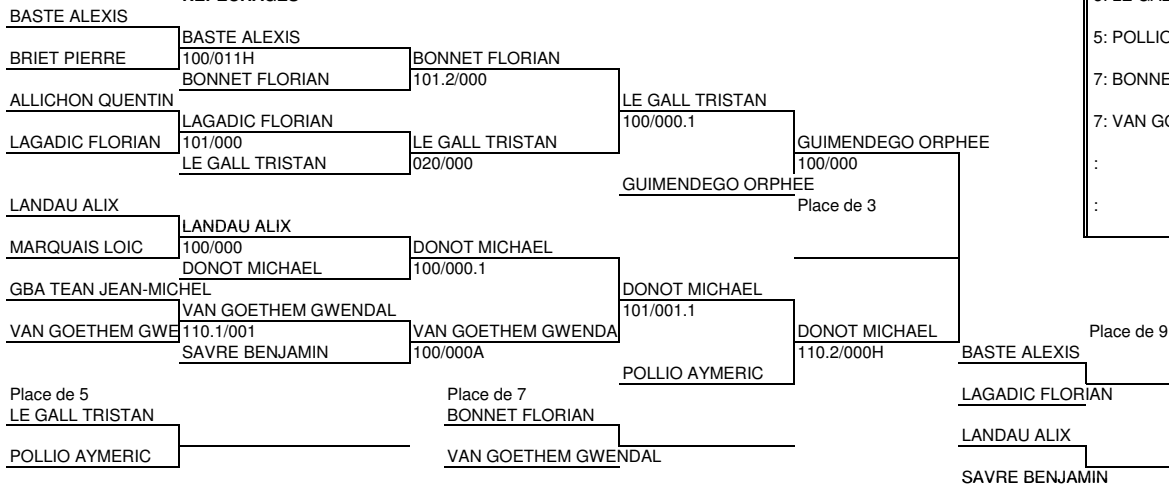 BASTE ALEXIS
BASTE ALEXIS
BRIET PIERRE 100/011H BONNET FLORIAN
BONNET FLORIAN 101.2/000
ALLICHON QUENTIN LE GALL TRISTAN
LAGADIC FLORIAN 100/000.1
LAGADIC FLORIAN 101/000 LE GALL TRISTAN GUIMENDEGO ORPHEE
LE GALL TRISTAN 020/000 100/000
GUIMENDEGO ORPHEE
LANDAU ALIX Place de 3
LANDAU ALIX
MARQUAIS LOIC 100/000 DONOT MICHAEL
DONOT MICHAEL 100/000.1
GBA TEAN JEAN-MICHEL DONOT MICHAEL
VAN GOETHEM GWENDAL 101/001.1
VAN GOETHEM GWE 110.1/001 VAN GOETHEM GWENDA DONOT MICHAEL
SAVRE BENJAMIN 100/000A 110.2/000H
POLLIO AYMERIC
Place de 5
LE GALL TRISTAN
POLLIO AYMERIC
Place de 7
BONNET FLORIAN
VAN GOETHEM GWENDAL
Place de 9
BASTE ALEXIS
LAGADIC FLORIAN
LANDAU ALIX
SAVRE BENJAMIN
5: POLLIO
7: BONNE
7: VAN GO
:
: